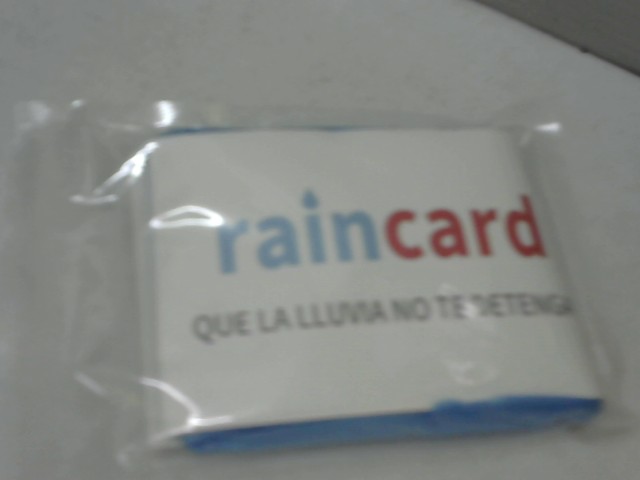 raincard
QUE LA LLUVIA NO TE DETENGA